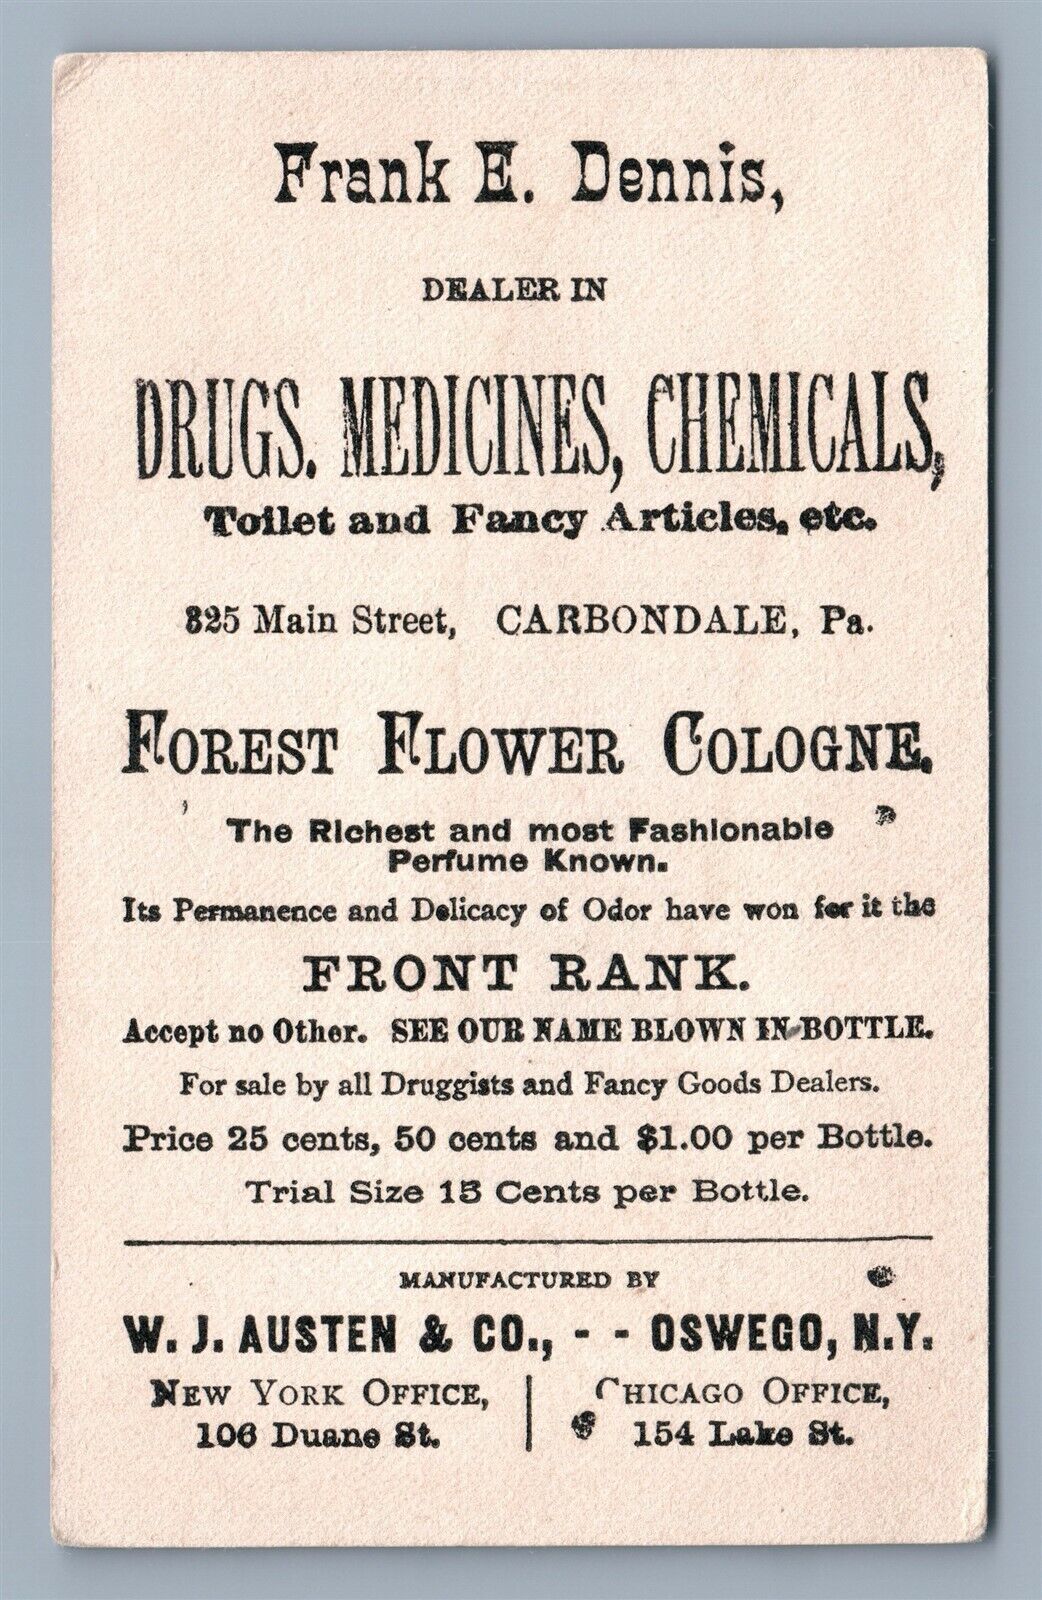 Frank E. Dennis,
DEALER IN
DRUGS. MEDICINES, CHEMICALS,
Toilet and Fancy Articles, etc.
325 Main Street, CARBONDALE, Pa.
FOREST FLOWER COLOGNE.
The Richest and most Fashionable
Perfume Known.
Its Permanence and Delicacy of Odor have won for it the
FRONT RANK.
Accept no Other. SEE OUR NAME BLOWN IN BOTTLE.
For sale by all Druggists and Fancy Goods Dealers.
Price 25 cents, 50 cents and $1.00 per Bottle.
Trial Size 15 Cents per Bottle.
MANUFACTURED BY
W. J. AUSTEN & CO., - - OSWEGO, N.Y.
NEW YORK OFFICE,
106 Duane St.
CHICAGO OFFICE,
154 Lake St.